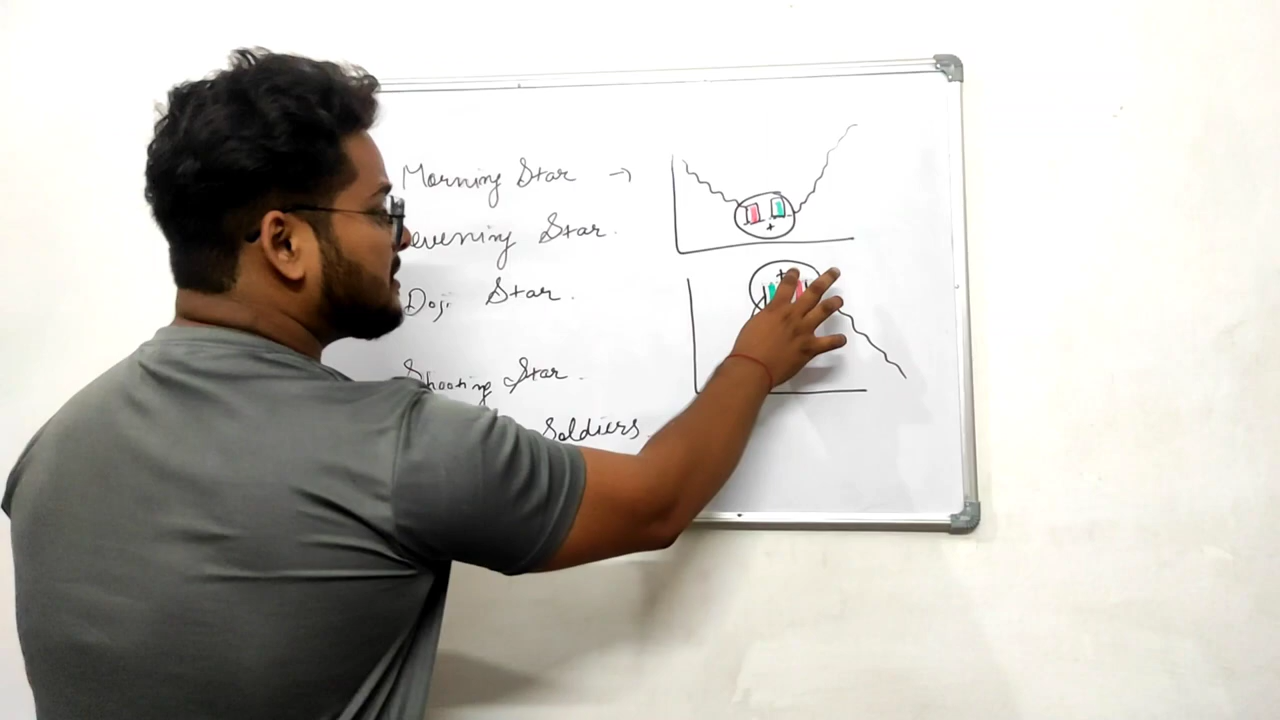 Morning Star →
evening Star.
Doji Star.
Shooting Star.
Soldiers.